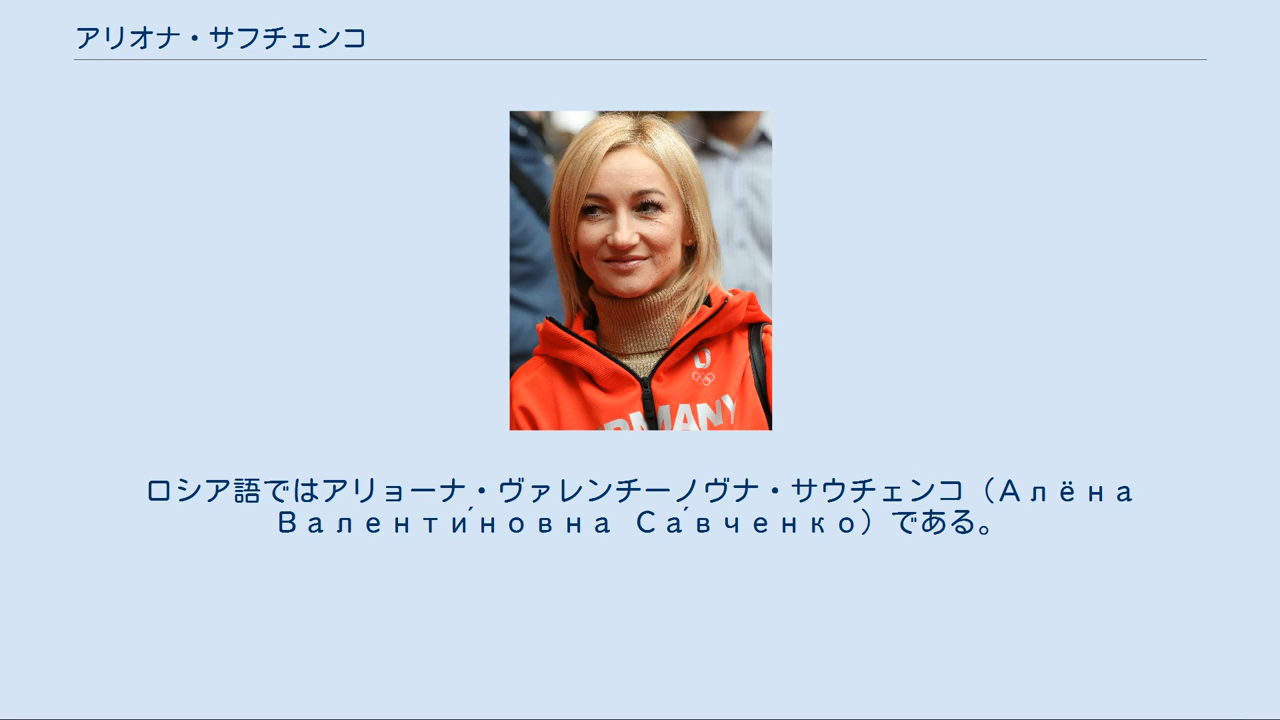 アリオナ・サフチェンコ
RMANY
ロシア語ではアリョーナ・ヴァレンチーノヴナ・サウチェンコ（Алёна
Валенти́новна Са́вченко）である。